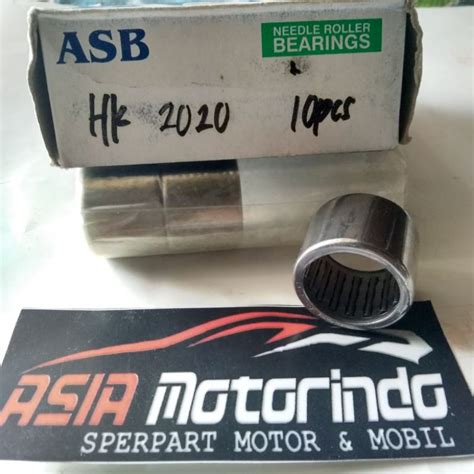 ASB
NEEDLE ROLLER
BEARINGS
HK 2020 10pcs
ASIA MotorinDo
SPERPART MOTOR & MOBIL